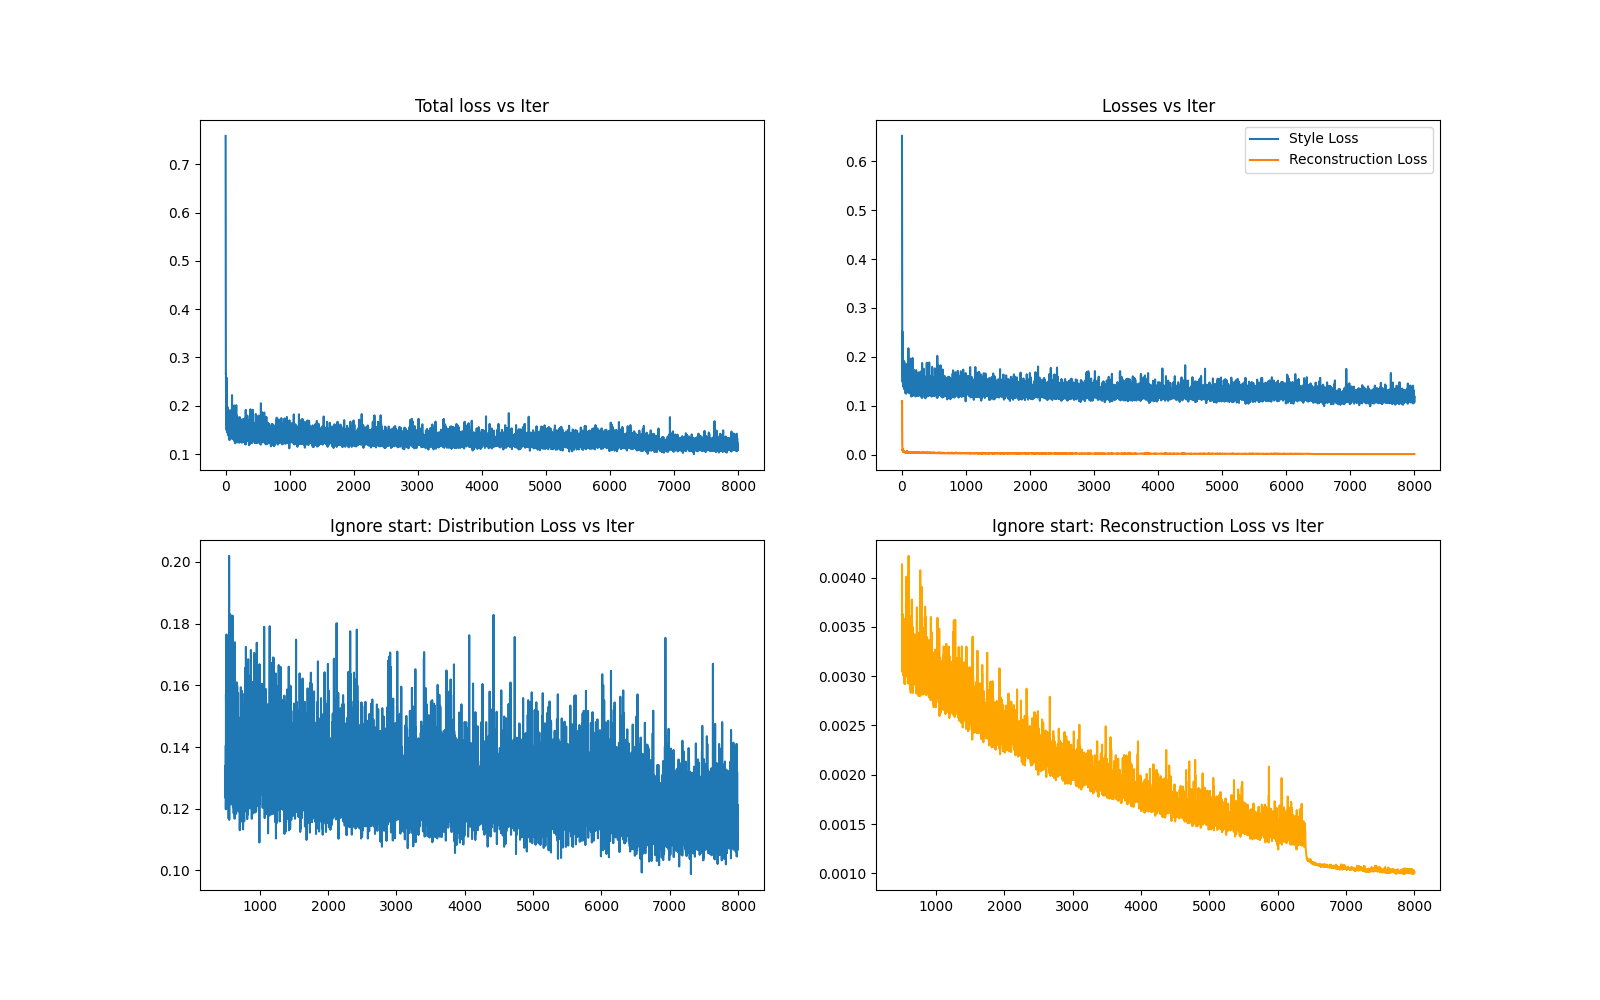 Total loss vs Iter
0.7
0.6
0.5
0.4
0.3
0.2
0.1
0 1000 2000 3000 4000 5000 6000 7000 8000
Losses vs Iter
Style Loss
Reconstruction Loss
0.6
0.5
0.4
0.3
0.2
0.1
0.0
0 1000 2000 3000 4000 5000 6000 7000 8000
Ignore start: Distribution Loss vs Iter
0.20
0.18
0.16
0.14
0.12
0.10
1000 2000 3000 4000 5000 6000 7000 8000
Ignore start: Reconstruction Loss vs Iter
0.0040
0.0035
0.0030
0.0025
0.0020
0.0015
0.0010
1000 2000 3000 4000 5000 6000 7000 8000